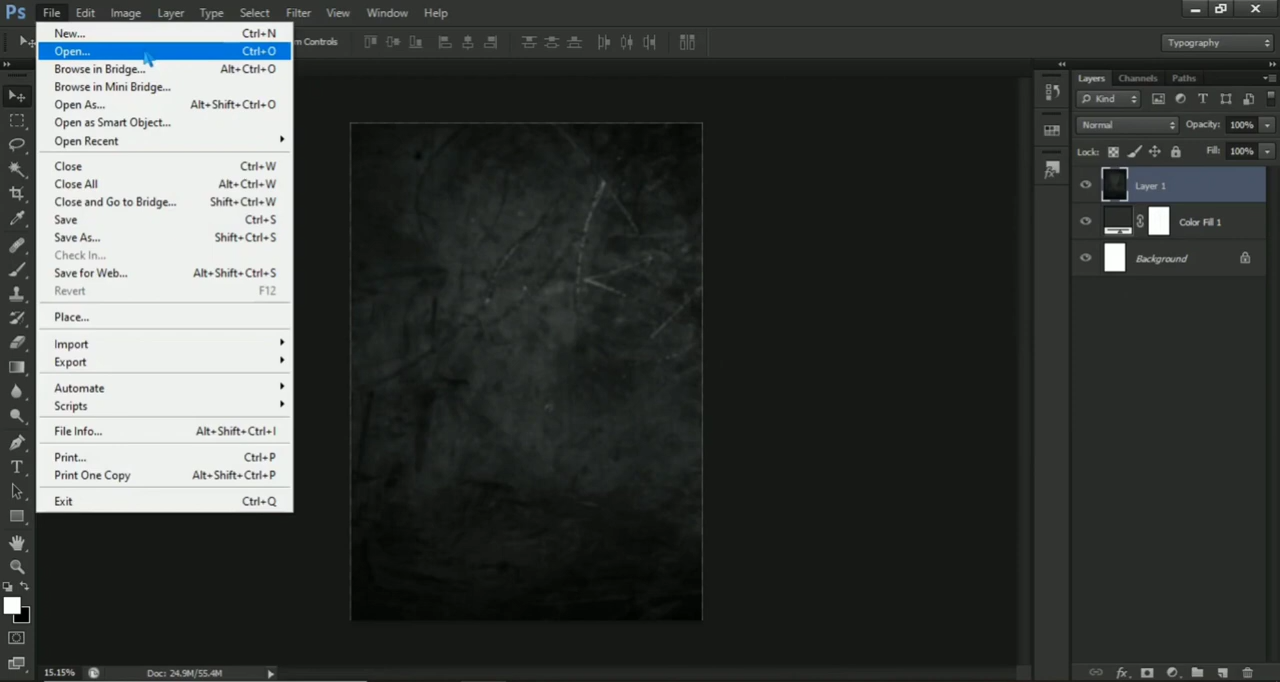 Ps File Edit Image Layer Type Select Filter View Window Help
New... Ctrl+N
Open... Ctrl+O
Browse in Bridge... Alt+Ctrl+O
Browse in Mini Bridge...
Open As... Alt+Shift+Ctrl+O
Open as Smart Object...
Open Recent
Close Ctrl+W
Close All Alt+Ctrl+W
Close and Go to Bridge... Shift+Ctrl+W
Save Ctrl+S
Save As... Shift+Ctrl+S
Check In...
Save for Web... Alt+Shift+Ctrl+S
Revert F12
Place...
Import
Export
Automate
Scripts
File Info... Alt+Shift+Ctrl+I
Print... Ctrl+P
Print One Copy Alt+Shift+Ctrl+P
Exit Ctrl+Q
Controls
Typography
Layers Channels Paths
Kind
Normal Opacity: 100%
Lock: Fill: 100%
Layer 1
Color Fill 1
Background
15.15% Doc: 24.9M/55.4M